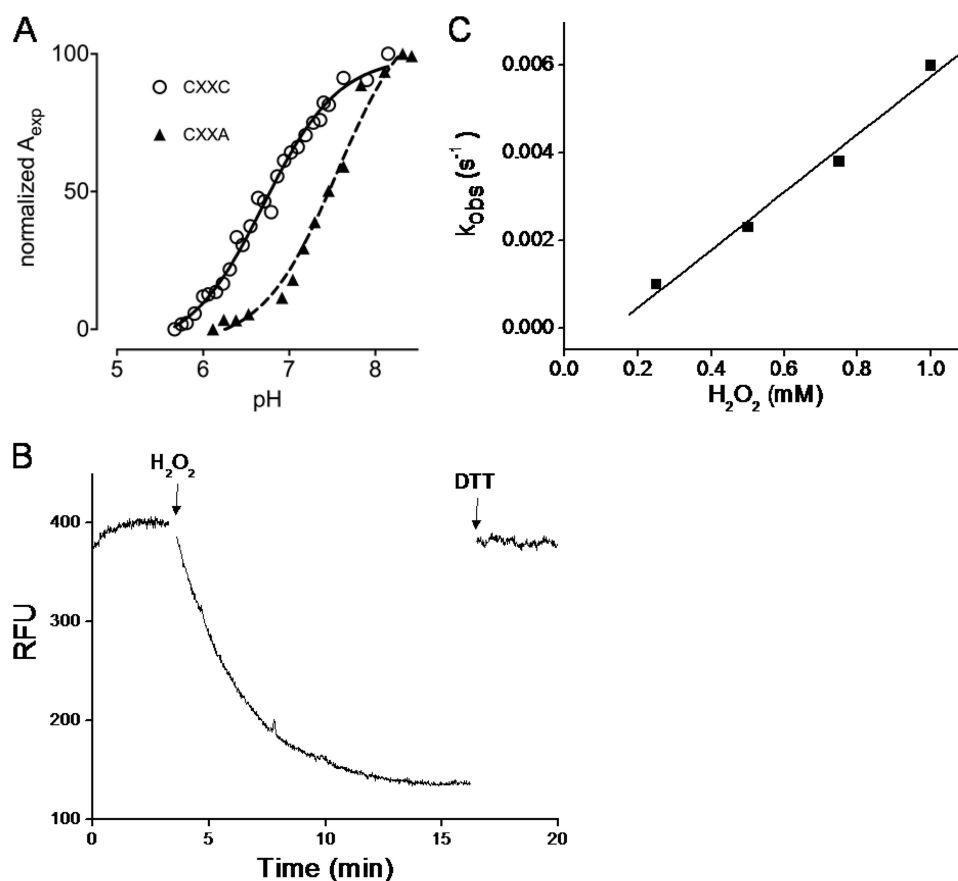 A
100
50
0
normalized A_exp
CXXC
CXXA
5 6 7 8
pH
C
0.006
0.004
0.002
0.000
k_obs (s⁻¹)
0.0 0.2 0.4 0.6 0.8 1.0
H₂O₂ (mM)
B
H₂O₂
DTT
400
300
200
100
RFU
0 5 10 15 20
Time (min)